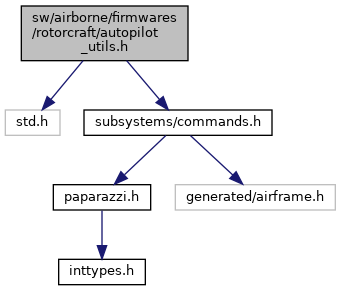 sw/airborne/firmwares
/rotorcraft/autopilot
_utils.h
std.h
subsystems/commands.h
paparazzi.h
generated/airframe.h
inttypes.h